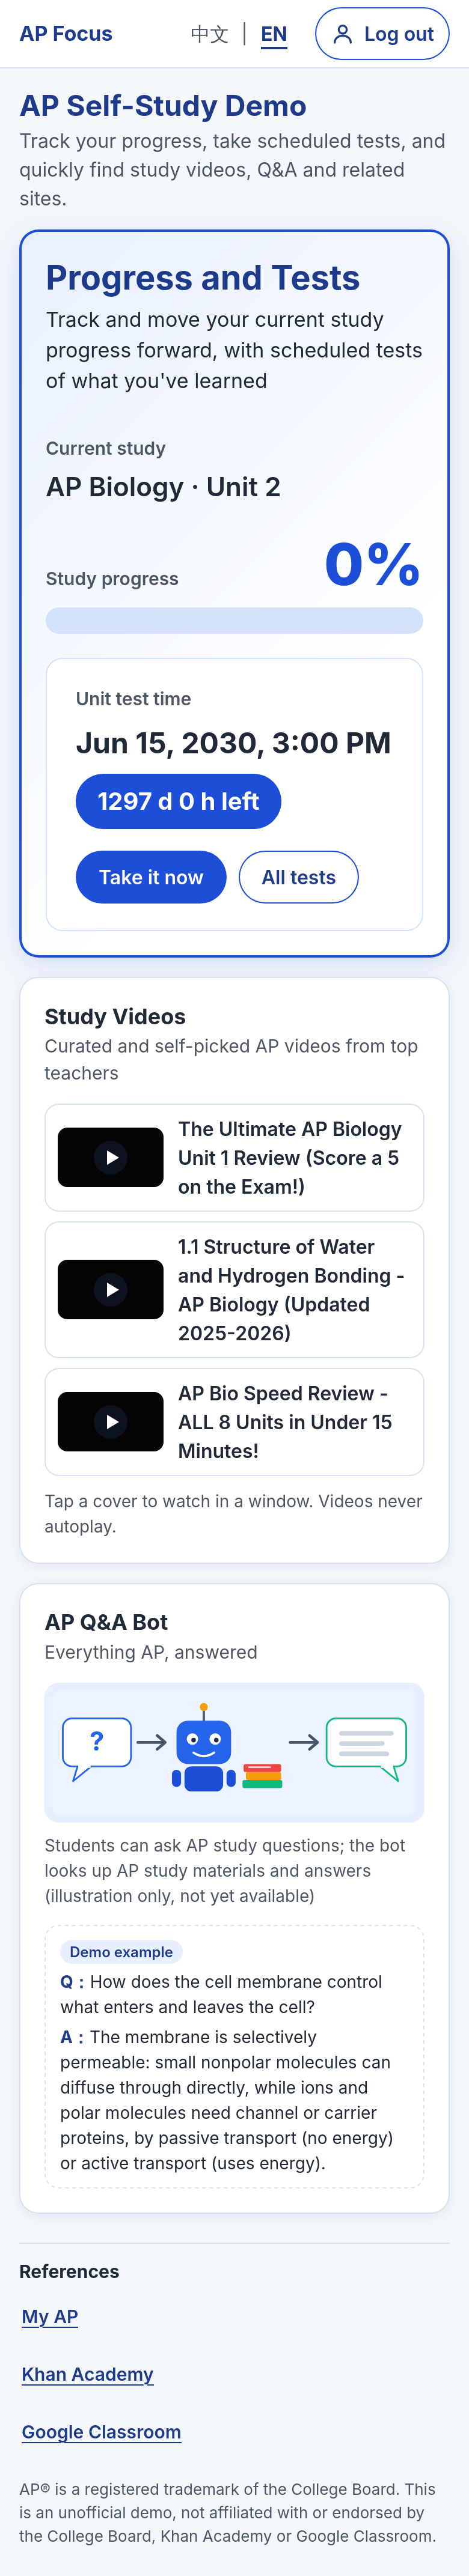 AP Focus
中文 | EN
Log out
AP Self-Study Demo
Track your progress, take scheduled tests, and
quickly find study videos, Q&A and related
sites.
Progress and Tests
Track and move your current study
progress forward, with scheduled tests
of what you've learned
Current study
AP Biology · Unit 2
Study progress
0%
Unit test time
Jun 15, 2030, 3:00 PM
1297 d 0 h left
Take it now
All tests
Study Videos
Curated and self-picked AP videos from top
teachers
The Ultimate AP Biology
Unit 1 Review (Score a 5
on the Exam!)
1.1 Structure of Water
and Hydrogen Bonding -
AP Biology (Updated
2025-2026)
AP Bio Speed Review -
ALL 8 Units in Under 15
Minutes!
Tap a cover to watch in a window. Videos never
autoplay.
AP Q&A Bot
Everything AP, answered
?
Students can ask AP study questions; the bot
looks up AP study materials and answers
(illustration only, not yet available)
Demo example
Q： How does the cell membrane control
what enters and leaves the cell?
A： The membrane is selectively
permeable: small nonpolar molecules can
diffuse through directly, while ions and
polar molecules need channel or carrier
proteins, by passive transport (no energy)
or active transport (uses energy).
References
My AP
Khan Academy
Google Classroom
AP® is a registered trademark of the College Board. This
is an unofficial demo, not affiliated with or endorsed by
the College Board, Khan Academy or Google Classroom.